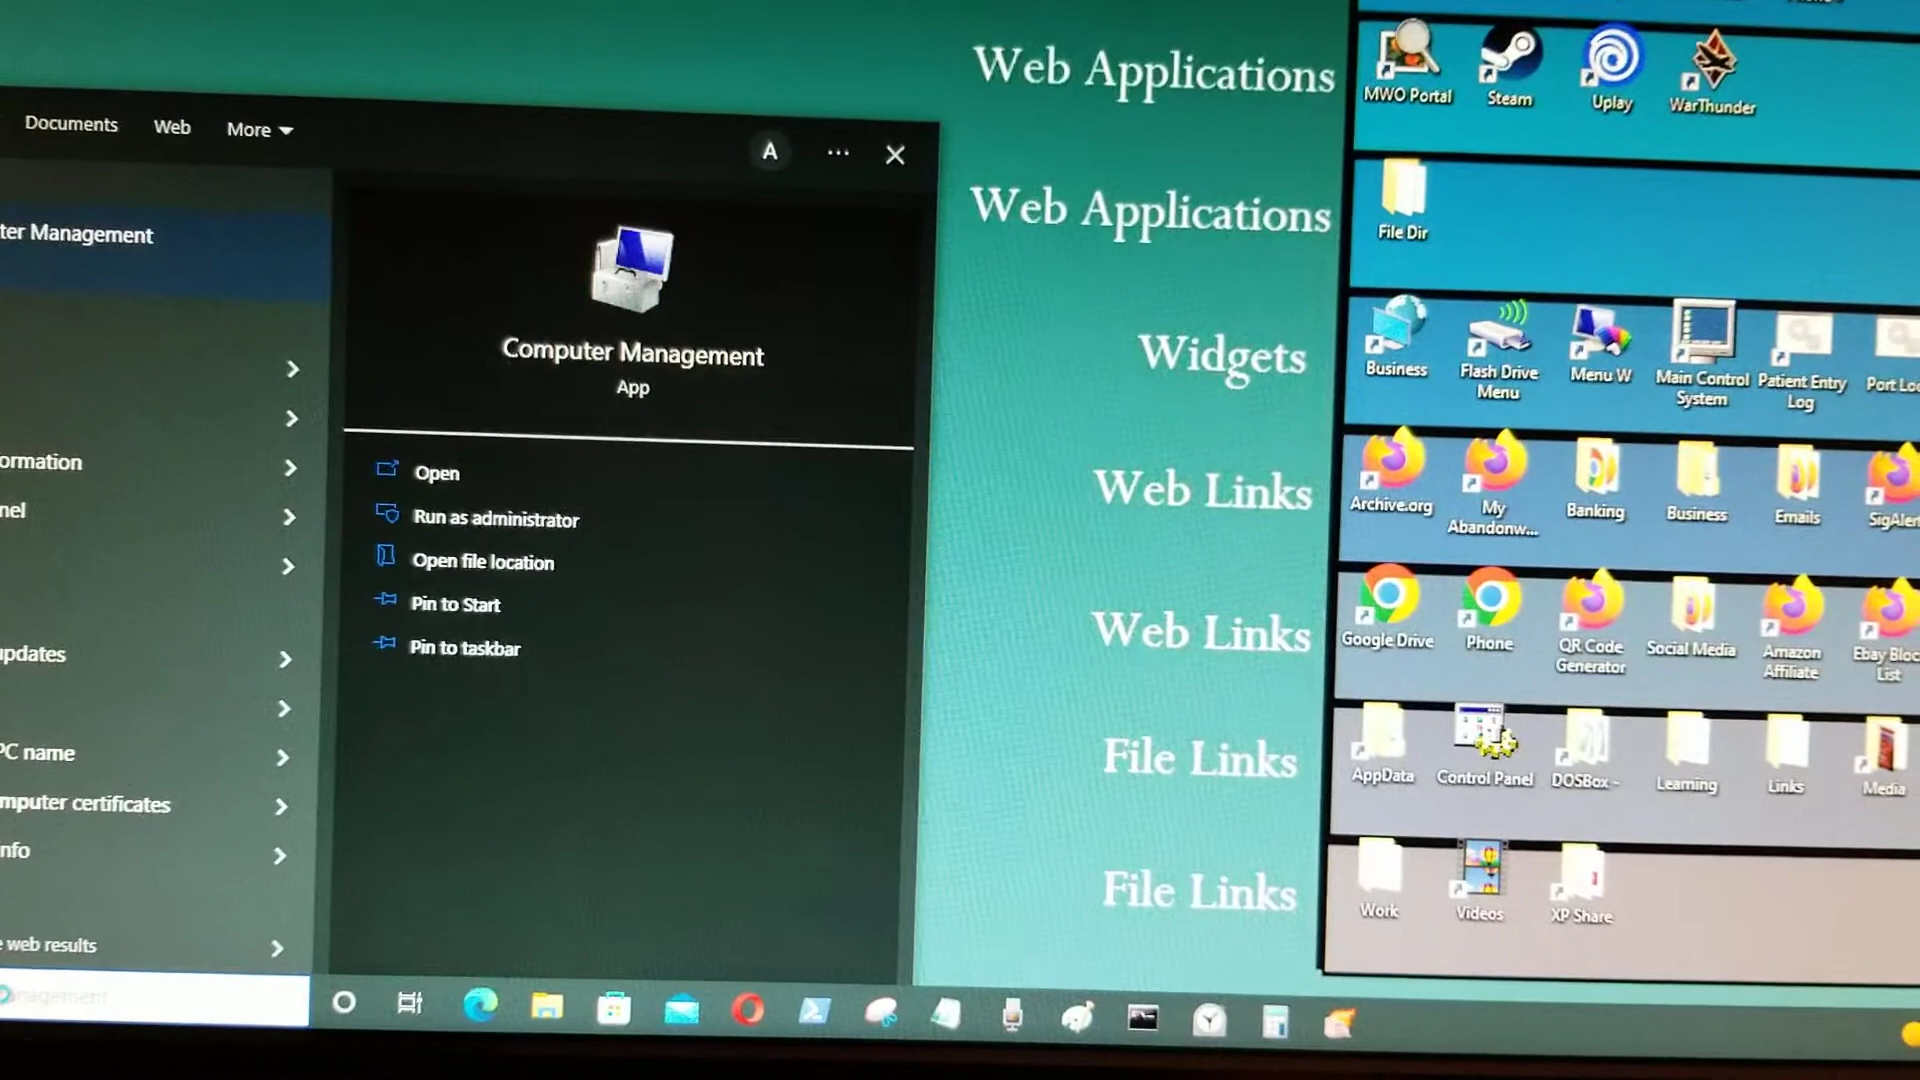 Documents Web More
A
ter Management
ormation
nel
updates
PC name
mputer certificates
info
e web results
anagement
Computer Management
App
Open
Run as administrator
Open file location
Pin to Start
Pin to taskbar
Web Applications
Web Applications
Widgets
Web Links
Web Links
File Links
File Links
MWO Portal Steam Uplay WarThunder
File Dir
Business Flash Drive Menu Menu W Main Control System Patient Entry Log Port Loc
Archive.org My Abandonw... Banking Business Emails SigAler
Google Drive Phone QR Code Generator Social Media Amazon Affiliate Ebay Bloc List
AppData Control Panel DOSBox - Learning Links Media
Work Videos XP Share